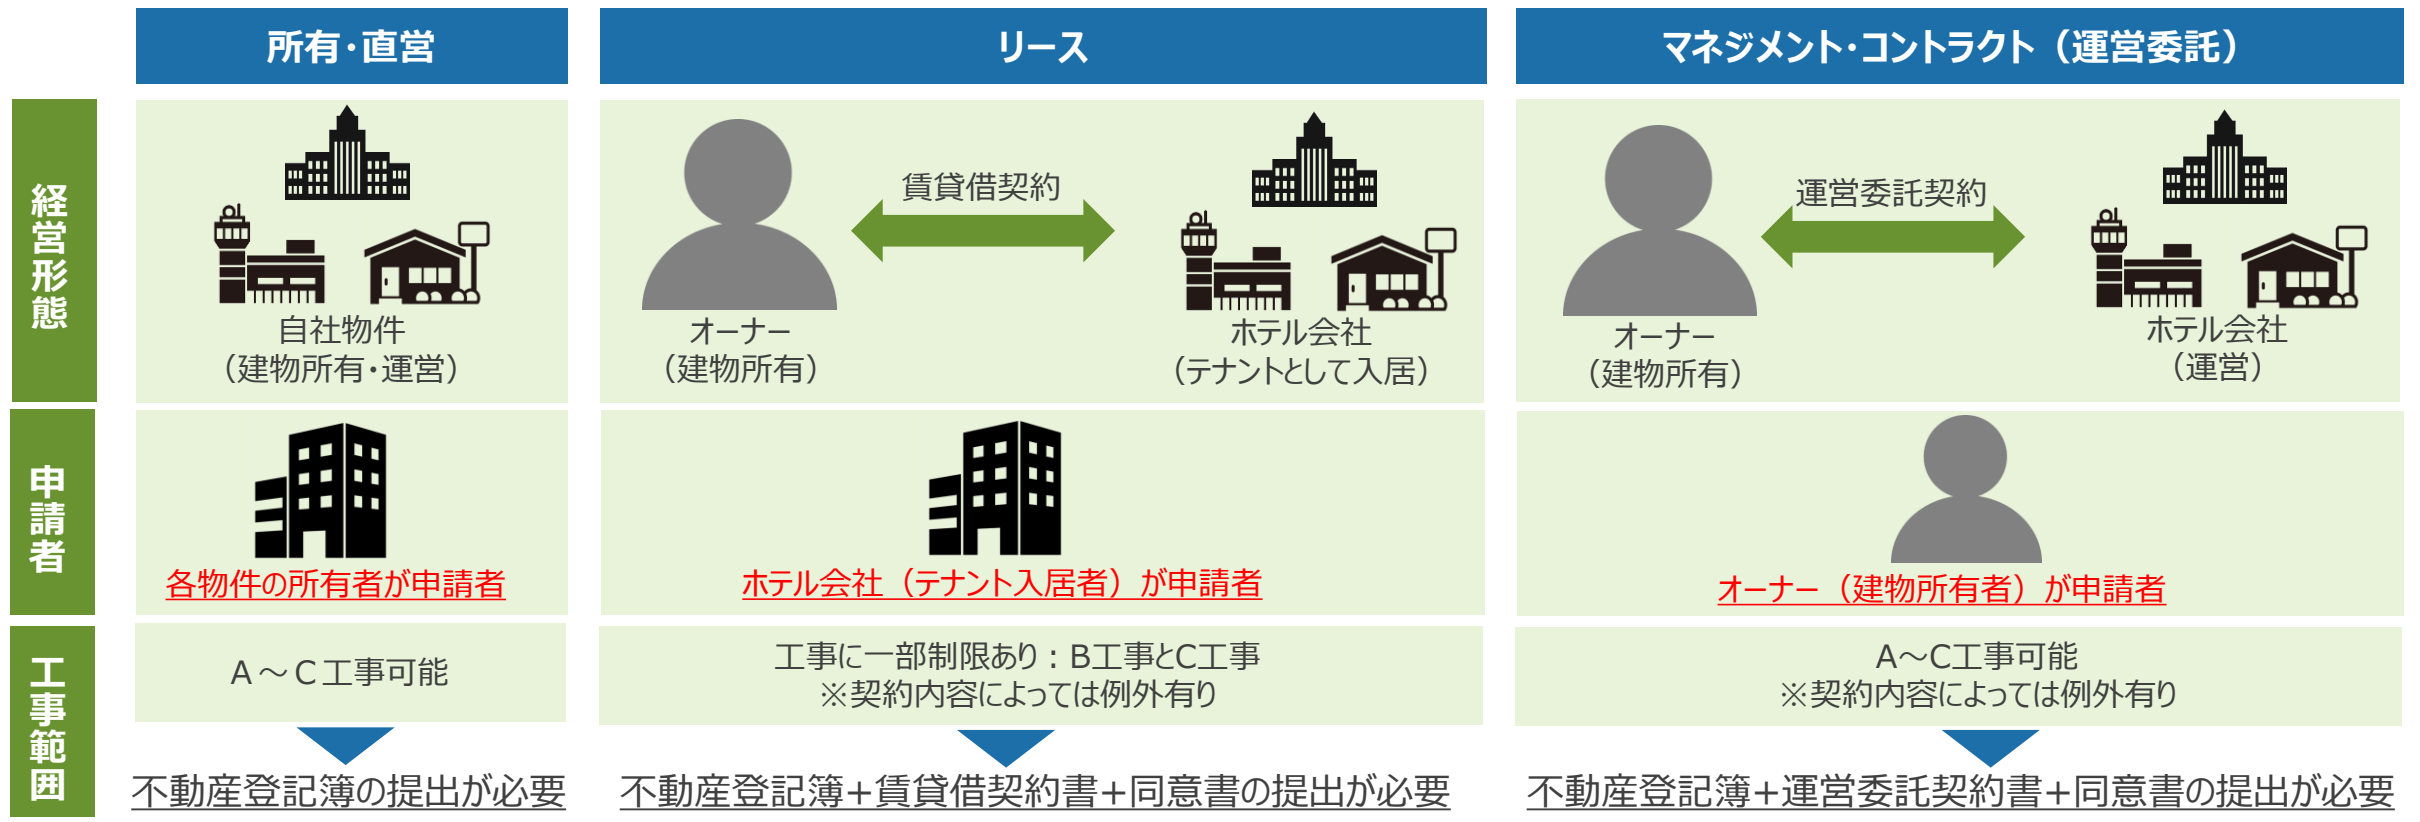 所有・直営
リース
マネジメント・コントラクト（運営委託）
経営形態
自社物件
（建物所有・運営）
オーナー
（建物所有）
賃貸借契約
ホテル会社
（テナントとして入居）
オーナー
（建物所有）
運営委託契約
ホテル会社
（運営）
申請者
各物件の所有者が申請者
ホテル会社（テナント入居者）が申請者
オーナー（建物所有者）が申請者
工事範囲
A～C工事可能
工事に一部制限あり：B工事とC工事
※契約内容によっては例外有り
A～C工事可能
※契約内容によっては例外有り
不動産登記簿の提出が必要
不動産登記簿+賃貸借契約書+同意書の提出が必要
不動産登記簿+運営委託契約書+同意書の提出が必要